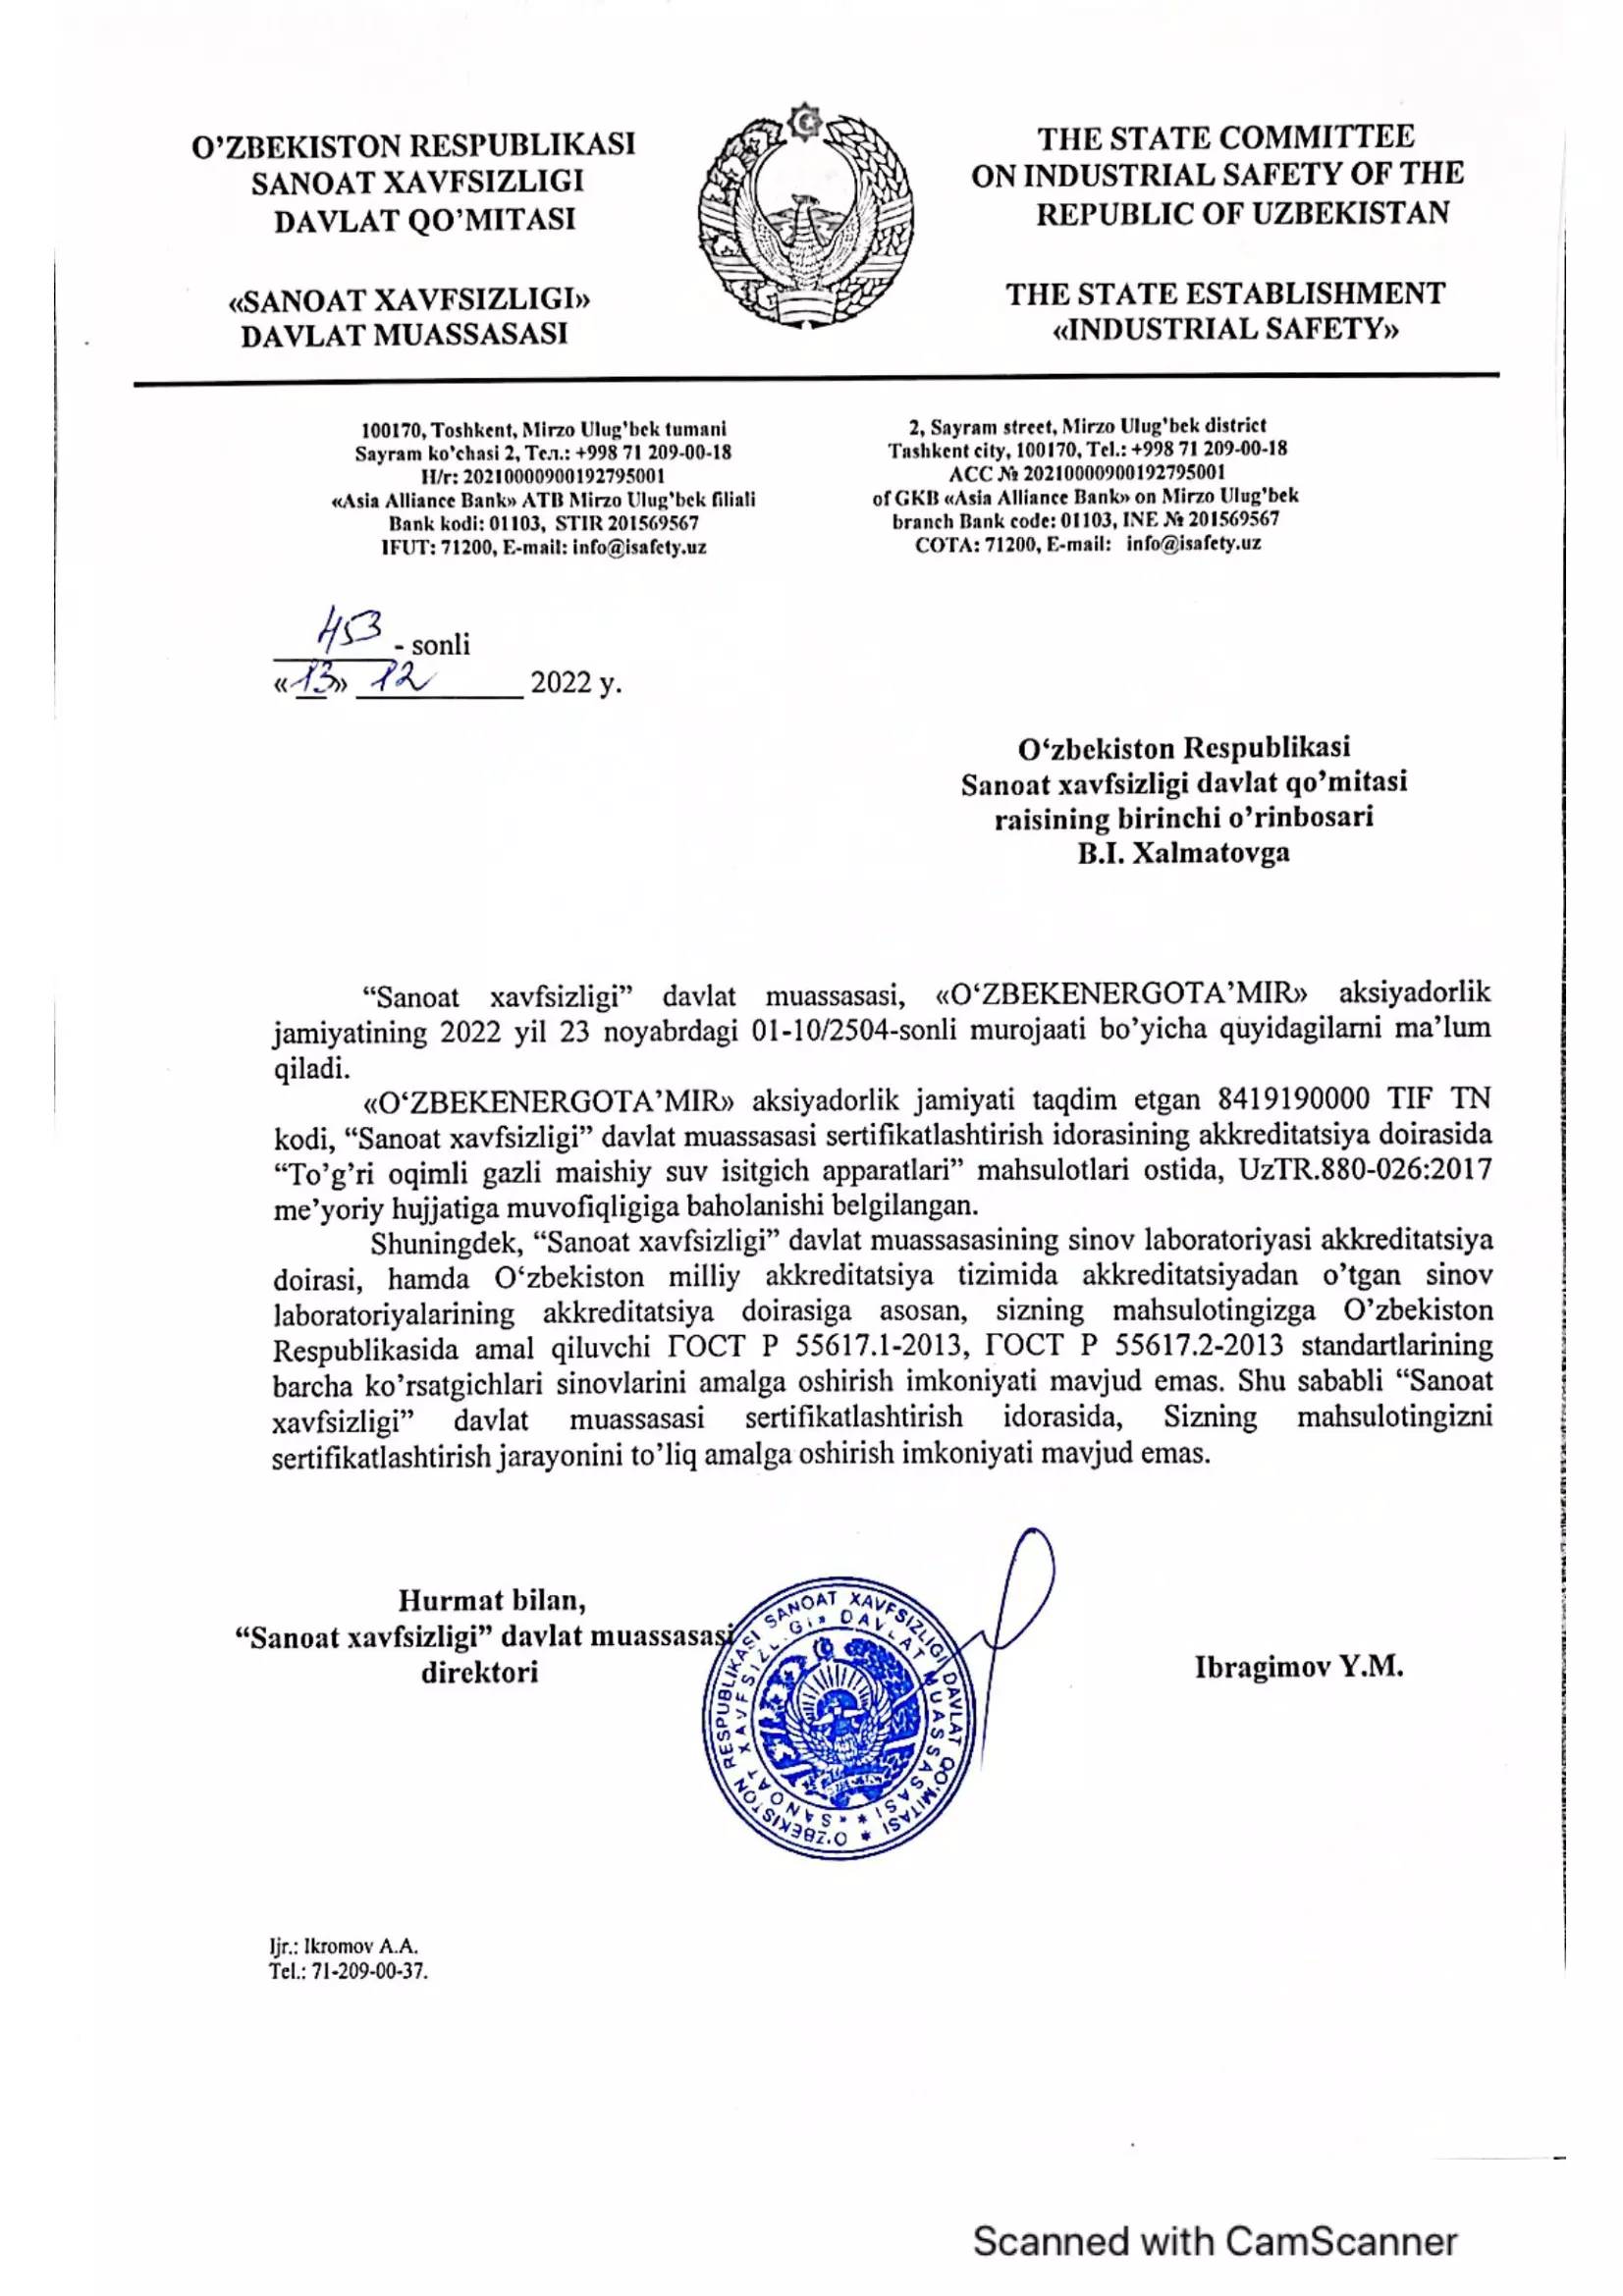 O’ZBEKISTON RESPUBLIKASI
SANOAT XAVFSIZLIGI
DAVLAT QO’MITASI
«SANOAT XAVFSIZLIGI»
DAVLAT MUASSASASI
THE STATE COMMITTEE
ON INDUSTRIAL SAFETY OF THE
REPUBLIC OF UZBEKISTAN
THE STATE ESTABLISHMENT
«INDUSTRIAL SAFETY»
100170, Toshkent, Mirzo Ulug’bek tumani
Sayram ko’chasi 2, Тел.: +998 71 209-00-18
H/r: 20210000900192795001
«Asia Alliance Bank» ATB Mirzo Ulug’bek filiali
Bank kodi: 01103, STIR 201569567
IFUT: 71200, E-mail: info@isafety.uz
2, Sayram street, Mirzo Ulug’bek district
Tashkent city, 100170, Tel.: +998 71 209-00-18
ACC № 20210000900192795001
of GKB «Asia Alliance Bank» on Mirzo Ulug’bek
branch Bank code: 01103, INE № 201569567
COTA: 71200, E-mail: info@isafety.uz
453 - sonli
«13» 12 2022 y.
O‘zbekiston Respublikasi
Sanoat xavfsizligi davlat qo’mitasi
raisining birinchi o’rinbosari
B.I. Xalmatovga
“Sanoat xavfsizligi” davlat muassasasi, «O‘ZBEKENERGOTA’MIR» aksiyadorlik
jamiyatining 2022 yil 23 noyabrdagi 01-10/2504-sonli murojaati bo’yicha quyidagilarni ma’lum
qiladi.
«O‘ZBEKENERGOTA’MIR» aksiyadorlik jamiyati taqdim etgan 8419190000 TIF TN
kodi, “Sanoat xavfsizligi” davlat muassasasi sertifikatlashtirish idorasining akkreditatsiya doirasida
“To’g’ri oqimli gazli maishiy suv isitgich apparatlari” mahsulotlari ostida, UzTR.880-026:2017
me’yoriy hujjatiga muvofiqligiga baholanishi belgilangan.
Shuningdek, “Sanoat xavfsizligi” davlat muassasasining sinov laboratoriyasi akkreditatsiya
doirasi, hamda O‘zbekiston milliy akkreditatsiya tizimida akkreditatsiyadan o’tgan sinov
laboratoriyalarining akkreditatsiya doirasiga asosan, sizning mahsulotingizga O’zbekiston
Respublikasida amal qiluvchi ГОСТ Р 55617.1-2013, ГОСТ Р 55617.2-2013 standartlarining
barcha ko’rsatgichlari sinovlarini amalga oshirish imkoniyati mavjud emas. Shu sababli “Sanoat
xavfsizligi” davlat muassasasi sertifikatlashtirish idorasida, Sizning mahsulotingizni
sertifikatlashtirish jarayonini to’liq amalga oshirish imkoniyati mavjud emas.
Hurmat bilan,
“Sanoat xavfsizligi” davlat muassasasi
direktori
O‘ZBEKISTON RESPUBLIKASI SANOAT XAVFSIZLIGI DAVLAT QO‘MITASI *
«SANOAT XAVFSIZLIGI» DAVLAT MUASSASASI *
Ibragimov Y.M.
Ijr.: Ikromov A.A.
Tel.: 71-209-00-37.
Scanned with CamScanner